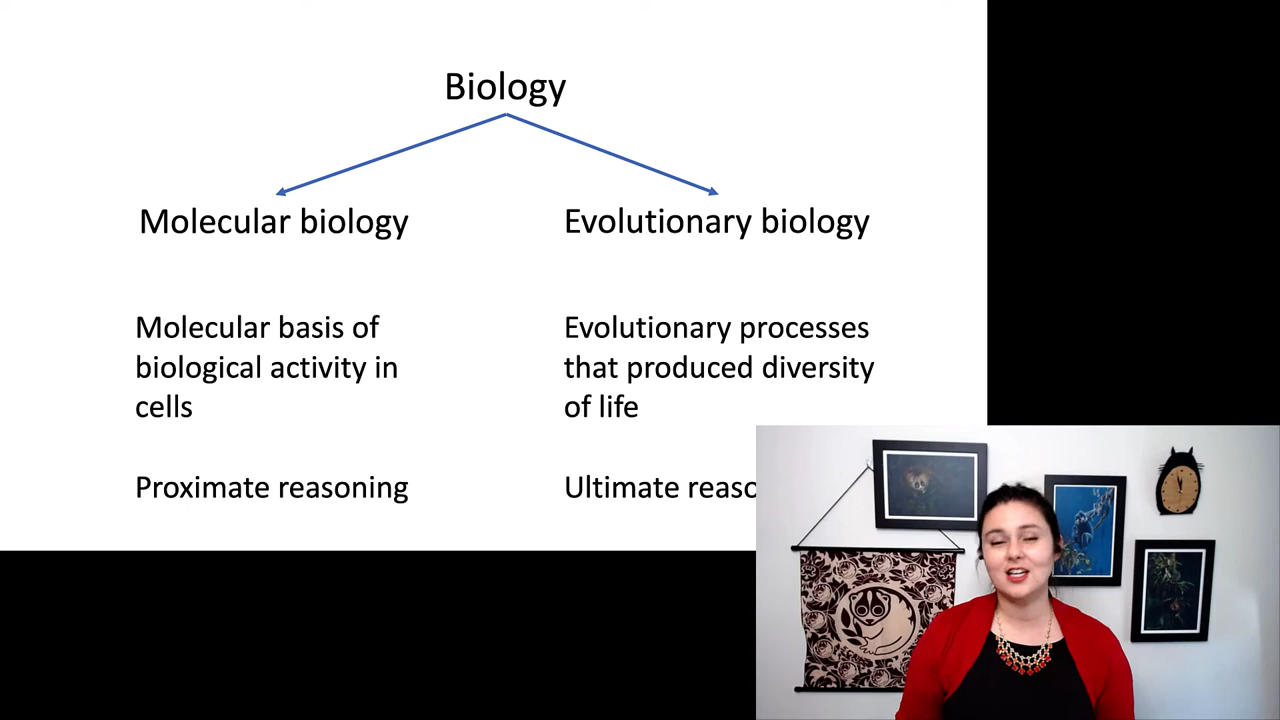 Biology
Molecular biology
Evolutionary biology
Molecular basis of
biological activity in
cells
Evolutionary processes
that produced diversity
of life
Proximate reasoning
Ultimate